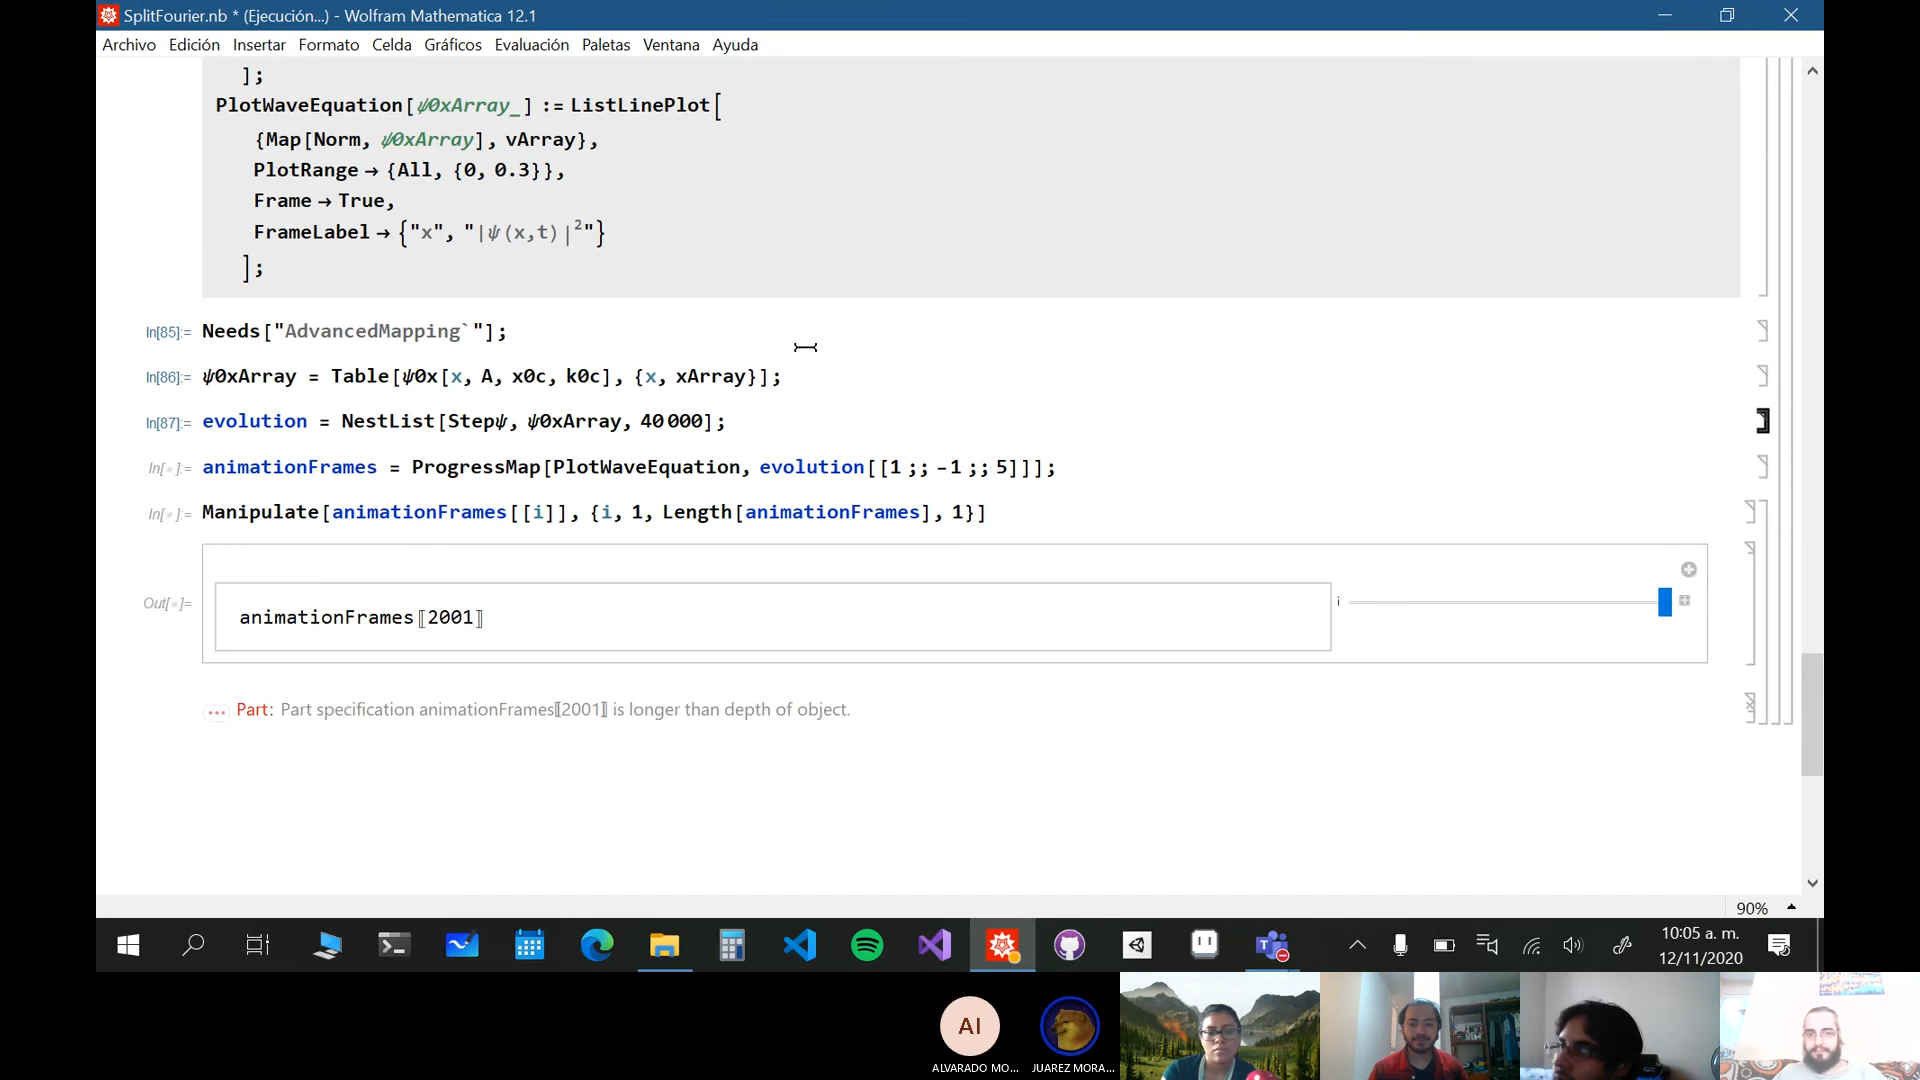 SplitFourier.nb * (Ejecución...) - Wolfram Mathematica 12.1
Archivo Edición Insertar Formato Celda Gráficos Evaluación Paletas Ventana Ayuda
];
PlotWaveEquation[ψ0xArray_] := ListLinePlot[
{Map[Norm, ψ0xArray], vArray},
PlotRange → {All, {0, 0.3}},
Frame → True,
FrameLabel → {"x", "|ψ(x,t)|²"}
];
In[85]:= Needs["AdvancedMapping`"];
In[86]:= ψ0xArray = Table[ψ0x[x, A, x0c, k0c], {x, xArray}];
In[87]:= evolution = NestList[Stepψ, ψ0xArray, 40000];
In[•]:= animationFrames = ProgressMap[PlotWaveEquation, evolution[[1 ;; -1 ;; 5]]];
In[•]:= Manipulate[animationFrames[[i]], {i, 1, Length[animationFrames], 1}]
Out[•]= animationFrames〚2001〛 i
••• Part: Part specification animationFrames〚2001〛 is longer than depth of object.
90%
10:05 a. m.
12/11/2020
AI
ALVARADO MO... JUAREZ MORA...